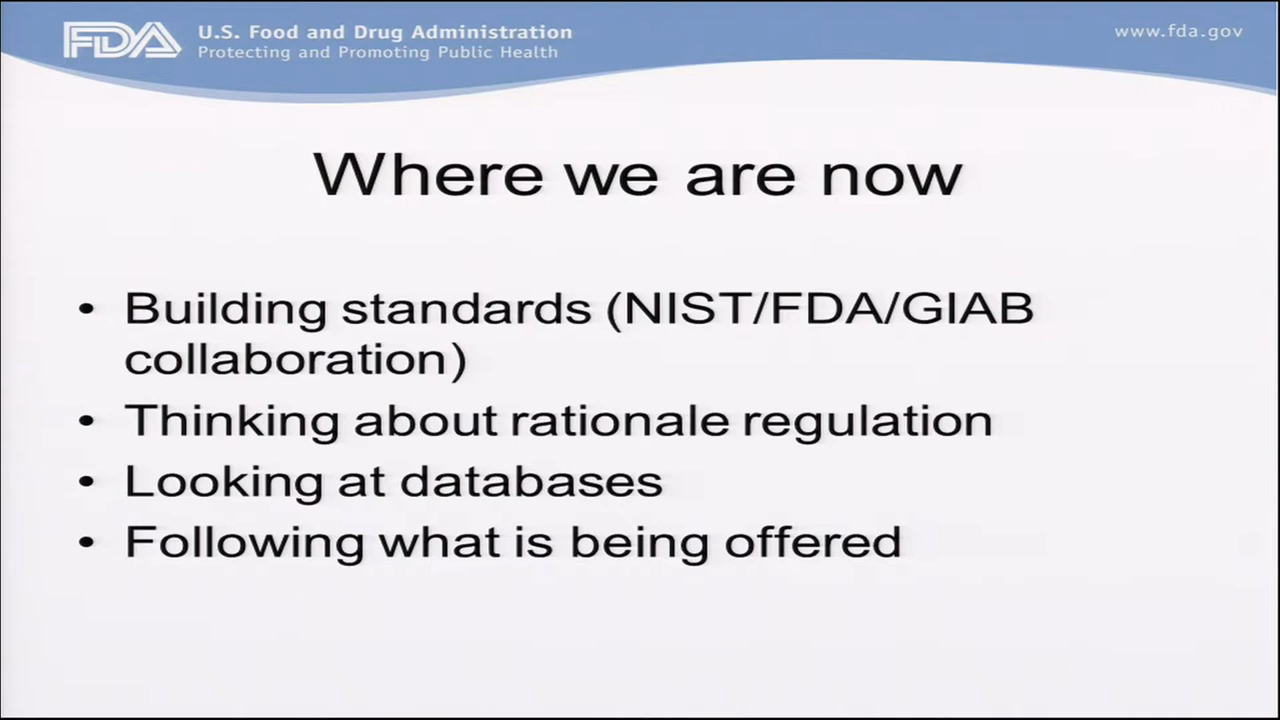 FDA
U.S. Food and Drug Administration
Protecting and Promoting Public Health
www.fda.gov
Where we are now
• Building standards (NIST/FDA/GIAB
collaboration)
• Thinking about rationale regulation
• Looking at databases
• Following what is being offered